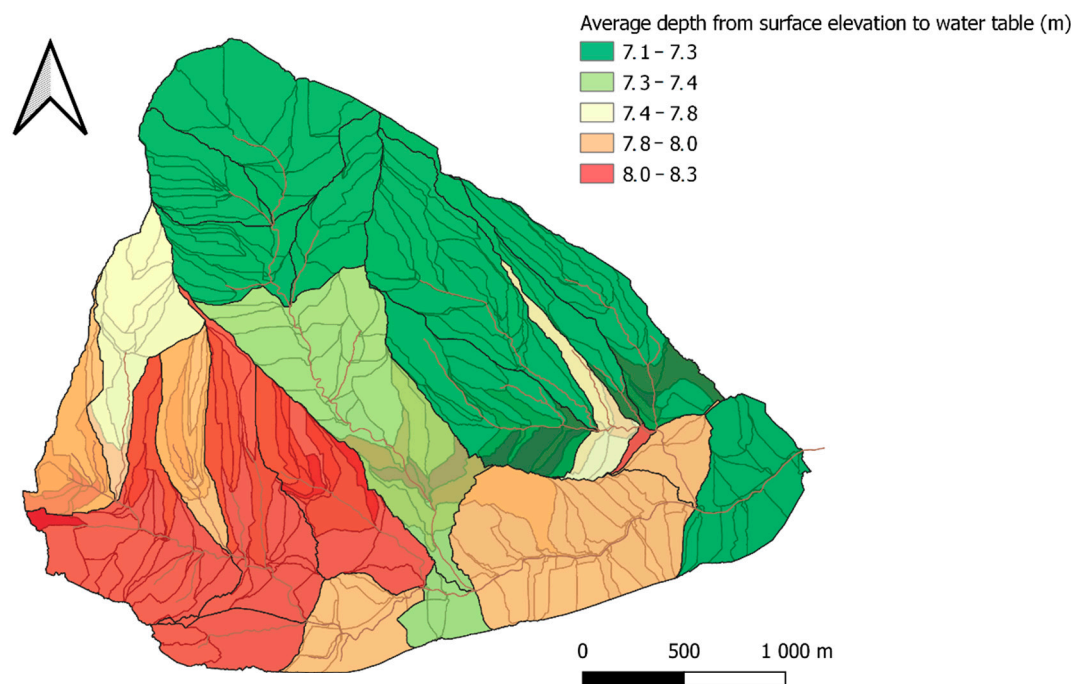 Average depth from surface elevation to water table (m)
7.1 – 7.3
7.3 – 7.4
7.4 – 7.8
7.8 – 8.0
8.0 – 8.3
0 500 1 000 m